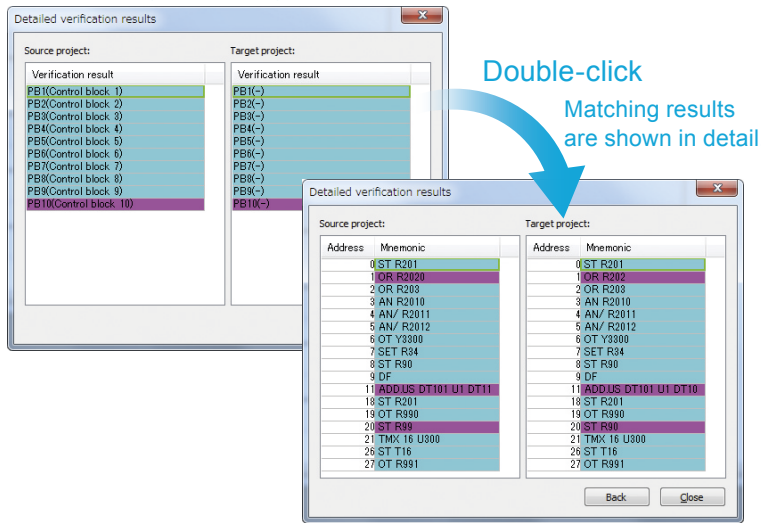 Detailed verification results
Source project:
Target project:
Verification result
Verification result
PB1(Control block 1)
PB1(-)
PB2(Control block 2)
PB2(-)
PB3(Control block 3)
PB3(-)
PB4(Control block 4)
PB4(-)
PB5(Control block 5)
PB5(-)
PB6(Control block 6)
PB6(-)
PB7(Control block 7)
PB7(-)
PB8(Control block 8)
PB8(-)
PB9(Control block 9)
PB9(-)
PB10(Control block 10)
PB10(-)
Double-click
Matching results
are shown in detail
Detailed verification results
Source project:
Target project:
Address Mnemonic
Address Mnemonic
0 ST R201
0 ST R201
1 OR R2020
1 OR R202
2 OR R203
2 OR R203
3 AN R2010
3 AN R2010
4 AN/ R2011
4 AN/ R2011
5 AN/ R2012
5 AN/ R2012
6 OT Y3300
6 OT Y3300
7 SET R34
7 SET R34
8 ST R90
8 ST R90
9 DF
9 DF
11 ADD.US DT101 U1 DT11
11 ADD.US DT101 U1 DT10
18 ST R201
18 ST R201
19 OT R990
19 OT R990
20 ST R99
20 ST R90
21 TMX 16 U300
21 TMX 16 U300
26 ST T16
26 ST T16
27 OT R991
27 OT R991
Back
Close